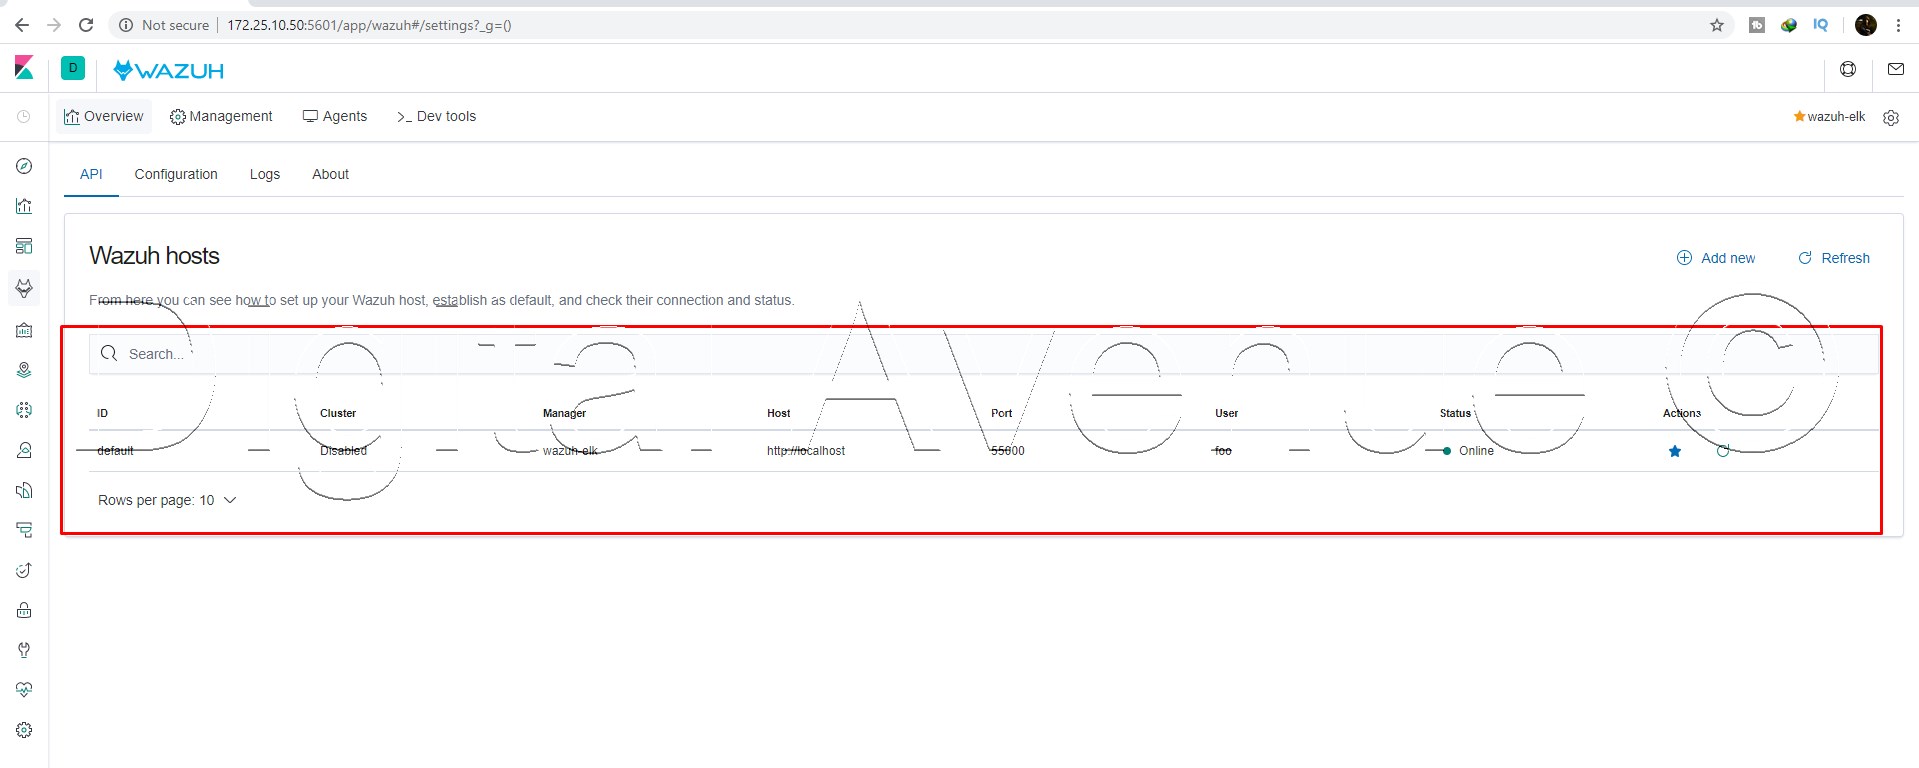 Not secure 172.25.10.50:5601/app/wazuh#/settings?_g=()
IQ
D WAZUH
Overview Management Agents >_ Dev tools wazuh-elk
API Configuration Logs About
Wazuh hosts Add new Refresh
From here you can see how to set up your Wazuh host, establish as default, and check their connection and status.
Digital Avenue ©
Search...
ID Cluster Manager Host Port User Status Actions
default Disabled wazuh-elk http://localhost 55000 foo Online
Rows per page: 10